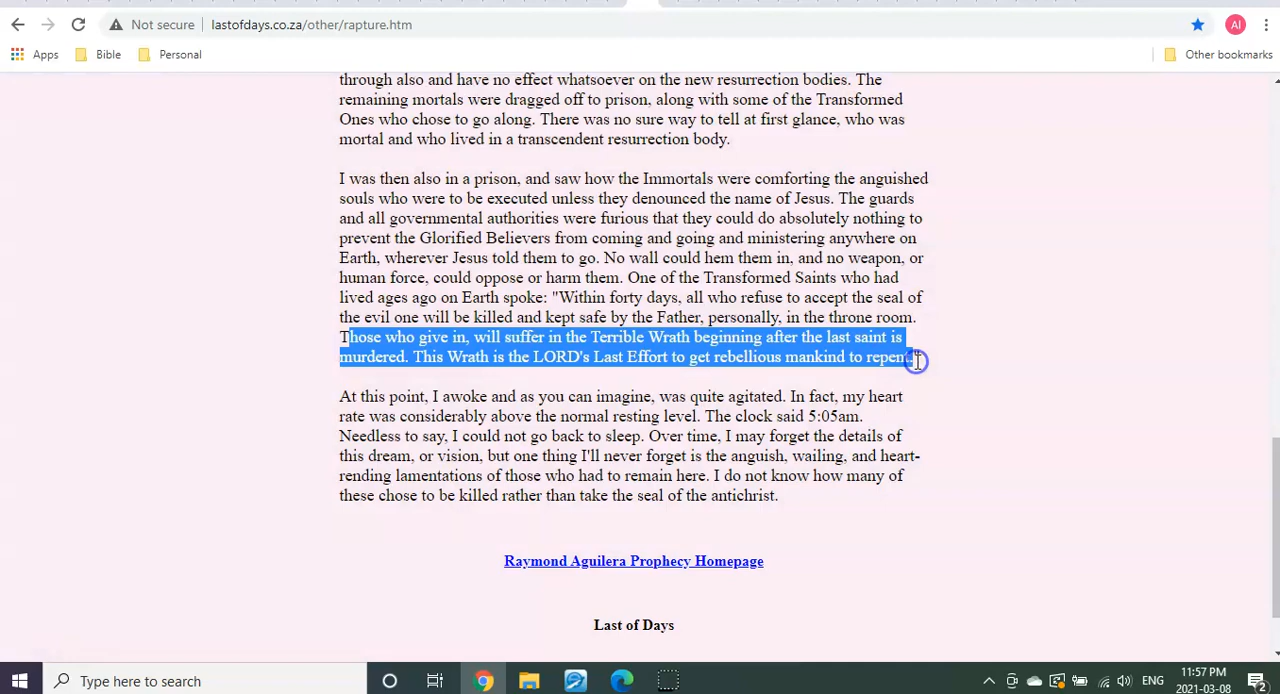 Not secure
lastofdays.co.za/other/rapture.htm
AI
Apps
Bible
Personal
Other bookmarks
through also and have no effect whatsoever on the new resurrection bodies. The
remaining mortals were dragged off to prison, along with some of the Transformed
Ones who chose to go along. There was no sure way to tell at first glance, who was
mortal and who lived in a transcendent resurrection body.
I was then also in a prison, and saw how the Immortals were comforting the anguished
souls who were to be executed unless they denounced the name of Jesus. The guards
and all governmental authorities were furious that they could do absolutely nothing to
prevent the Glorified Believers from coming and going and ministering anywhere on
Earth, wherever Jesus told them to go. No wall could hem them in, and no weapon, or
human force, could oppose or harm them. One of the Transformed Saints who had
lived ages ago on Earth spoke: "Within forty days, all who refuse to accept the seal of
the evil one will be killed and kept safe by the Father, personally, in the throne room.
Those who give in, will suffer in the Terrible Wrath beginning after the last saint is
murdered. This Wrath is the LORD's Last Effort to get rebellious mankind to repent
At this point, I awoke and as you can imagine, was quite agitated. In fact, my heart
rate was considerably above the normal resting level. The clock said 5:05am.
Needless to say, I could not go back to sleep. Over time, I may forget the details of
this dream, or vision, but one thing I'll never forget is the anguish, wailing, and heart-
rending lamentations of those who had to remain here. I do not know how many of
these chose to be killed rather than take the seal of the antichrist.
Raymond Aguilera Prophecy Homepage
Last of Days
Type here to search
ENG
11:57 PM
2021-03-08
2